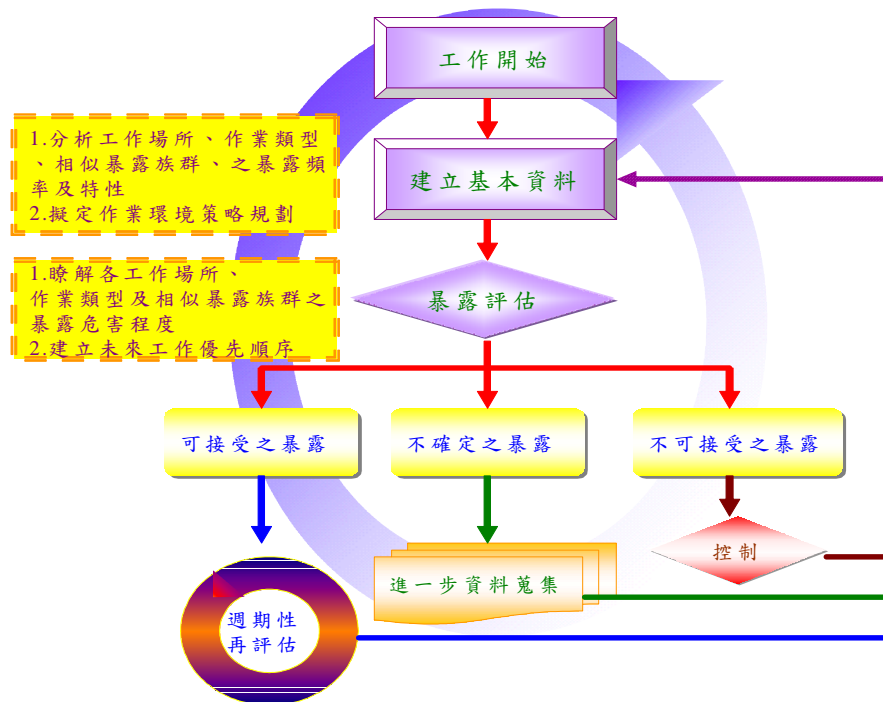 工作開始
1.分析工作場所、作業類型
、相似暴露族群、之暴露頻
率及特性
2.擬定作業環境策略規劃
建立基本資料
1.瞭解各工作場所、
作業類型及相似暴露族群之
暴露危害程度
2.建立未來工作優先順序
暴露評估
可接受之暴露
不確定之暴露
不可接受之暴露
控制
進一步資料蒐集
週期性
再評估